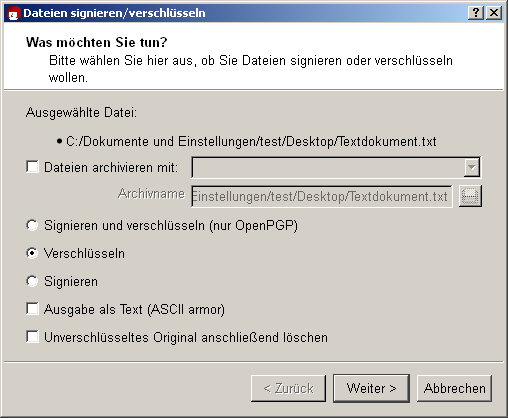 Dateien signieren/verschlüsseln
Was möchten Sie tun?
Bitte wählen Sie hier aus, ob Sie Dateien signieren oder verschlüsseln
wollen.
Ausgewählte Datei:
• C:/Dokumente und Einstellungen/test/Desktop/Textdokument.txt
Dateien archivieren mit:
Archivname Einstellungen/test/Desktop/Textdokument.txt
Signieren und verschlüsseln (nur OpenPGP)
Verschlüsseln
Signieren
Ausgabe als Text (ASCII armor)
Unverschlüsseltes Original anschließend löschen
< Zurück Weiter > Abbrechen